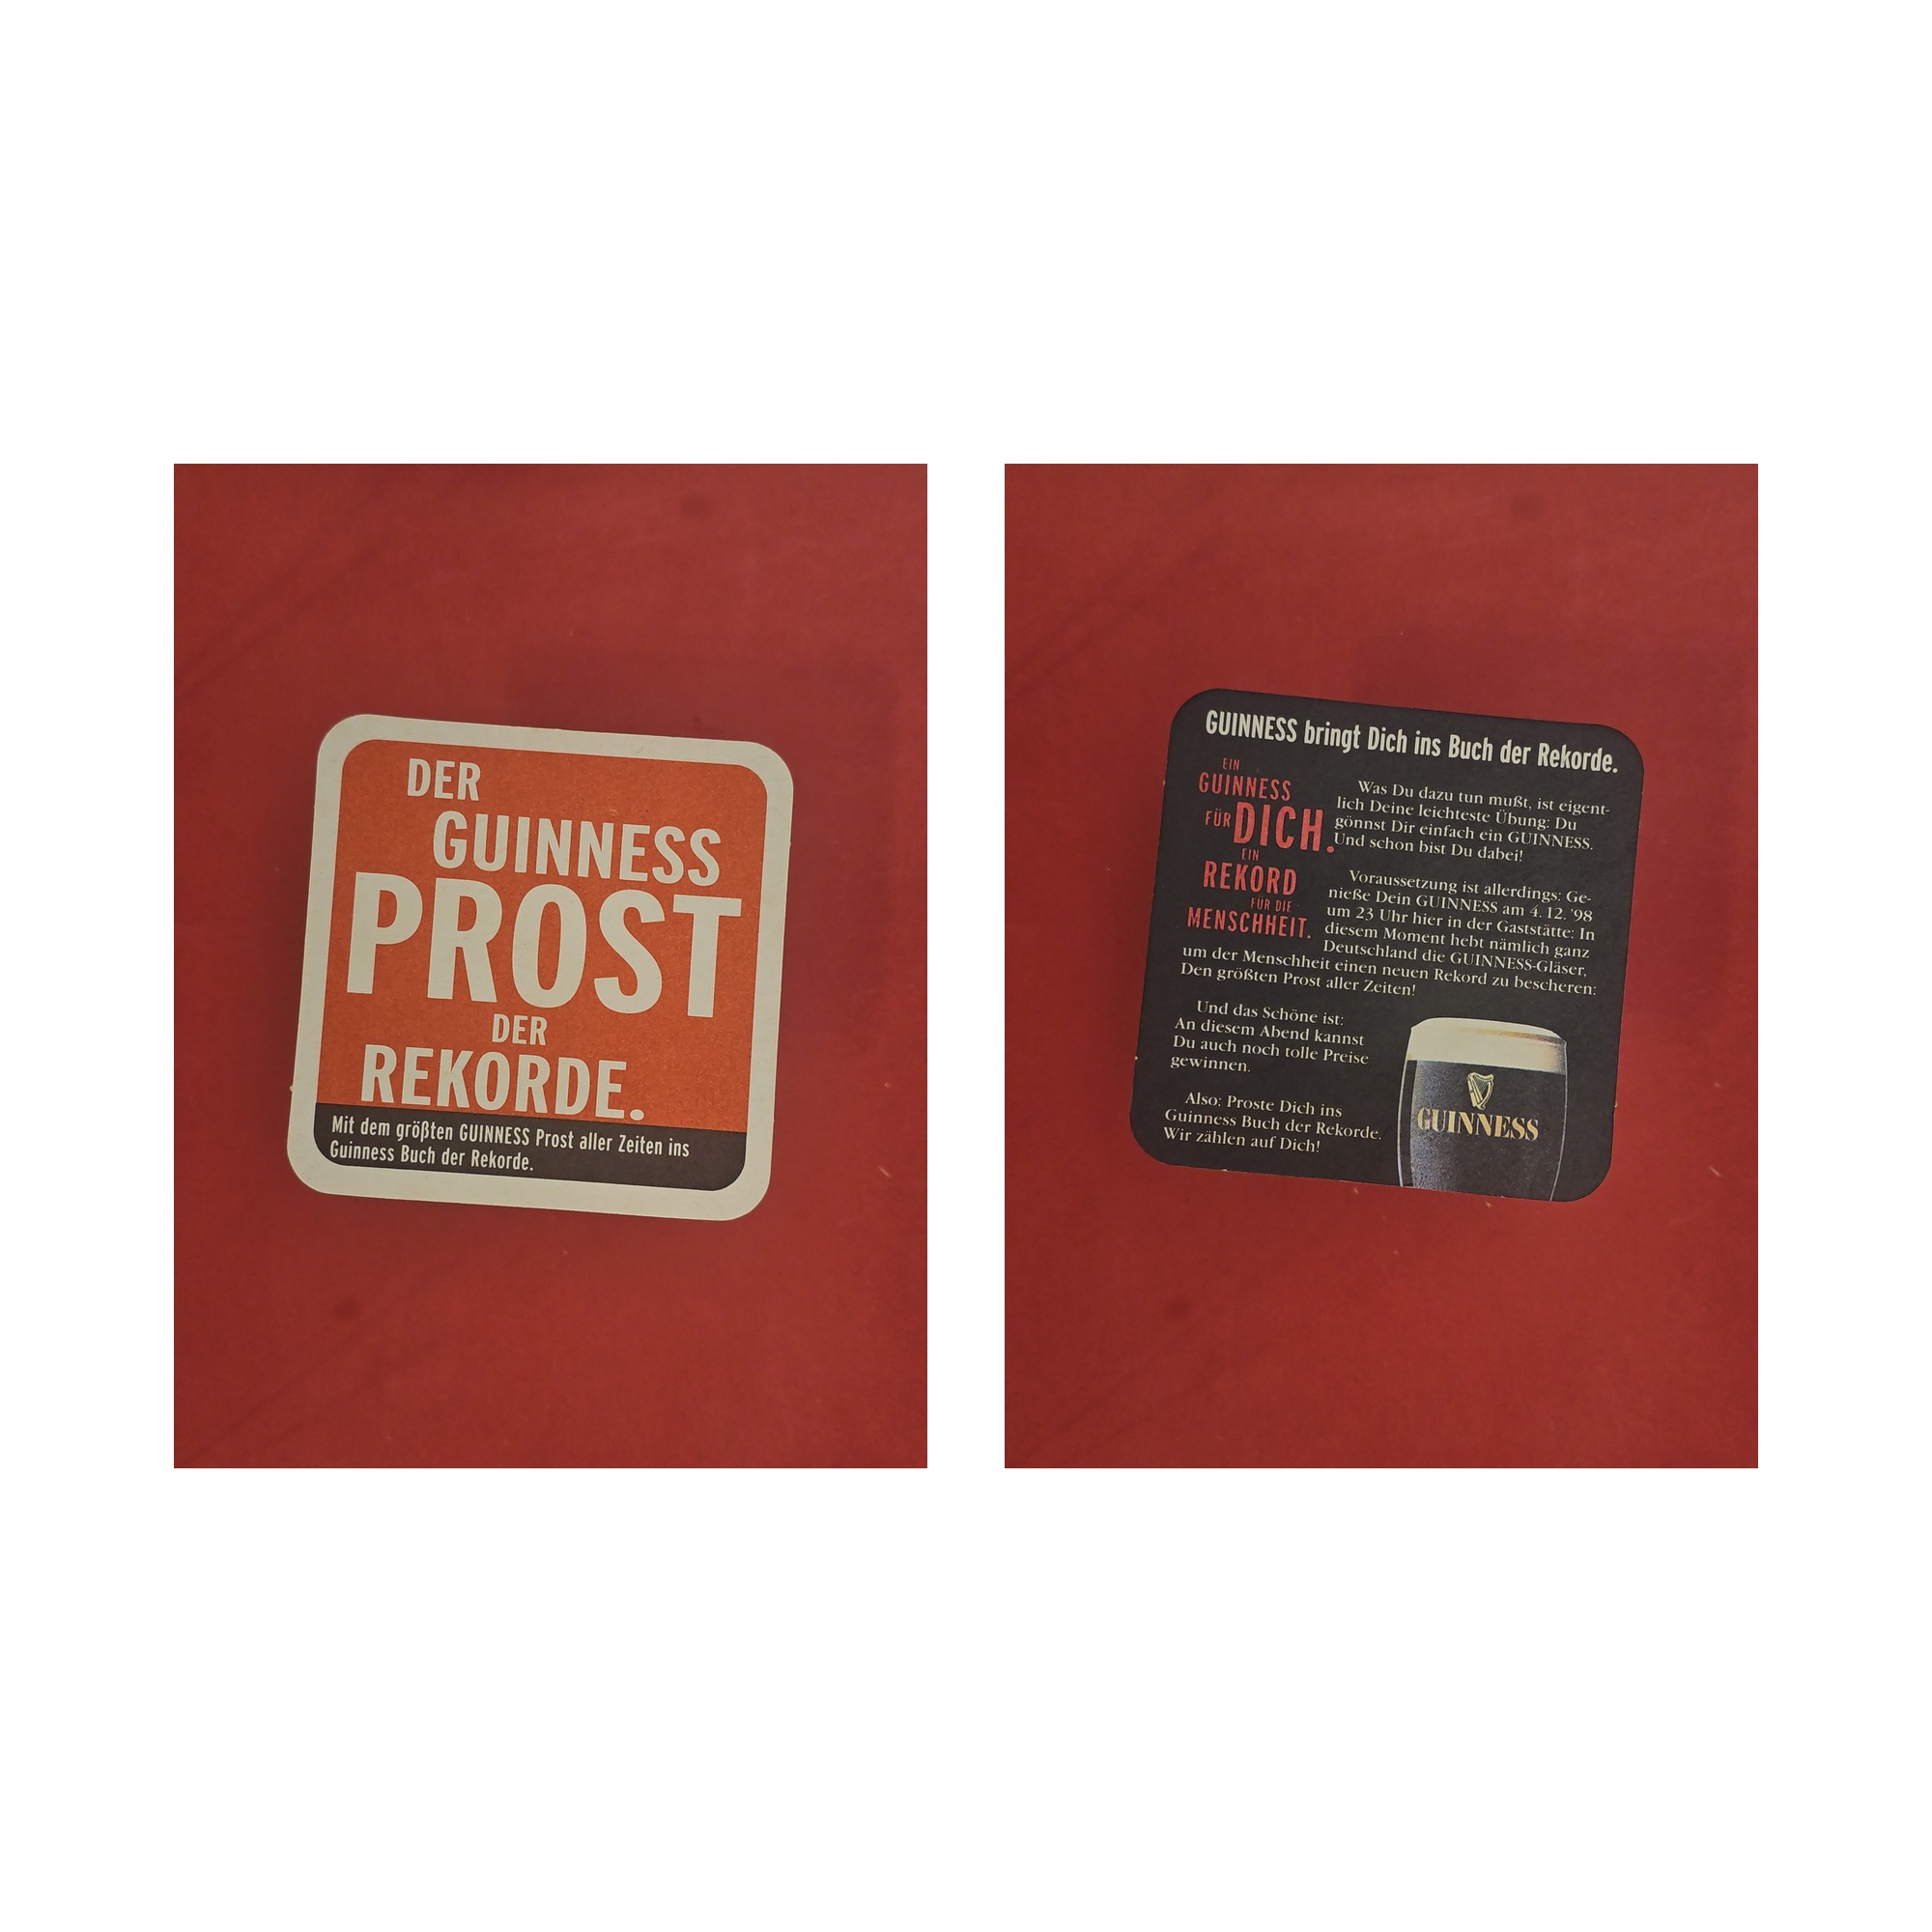 DER
GUINNESS
PROST
DER
REKORDE.
Mit dem größten GUINNESS Prost aller Zeiten ins
Guinness Buch der Rekorde.
GUINNESS bringt Dich ins Buch der Rekorde.
EIN
GUINNESS
FÜR DICH.
EIN
REKORD
FÜR DIE
MENSCHHEIT.
Was Du dazu tun mußt, ist eigent-
lich Deine leichteste Übung: Du
gönnst Dir einfach ein GUINNESS.
Und schon bist Du dabei!
Voraussetzung ist allerdings: Ge-
nieße Dein GUINNESS am 4. 12. '98
um 23 Uhr hier in der Gaststätte: In
diesem Moment hebt nämlich ganz
Deutschland die GUINNESS-Gläser,
um der Menschheit einen neuen Rekord zu bescheren:
Den größten Prost aller Zeiten!
Und das Schöne ist:
An diesem Abend kannst
Du auch noch tolle Preise
gewinnen.
Also: Proste Dich ins
Guinness Buch der Rekorde.
Wir zählen auf Dich!
GUINNESS